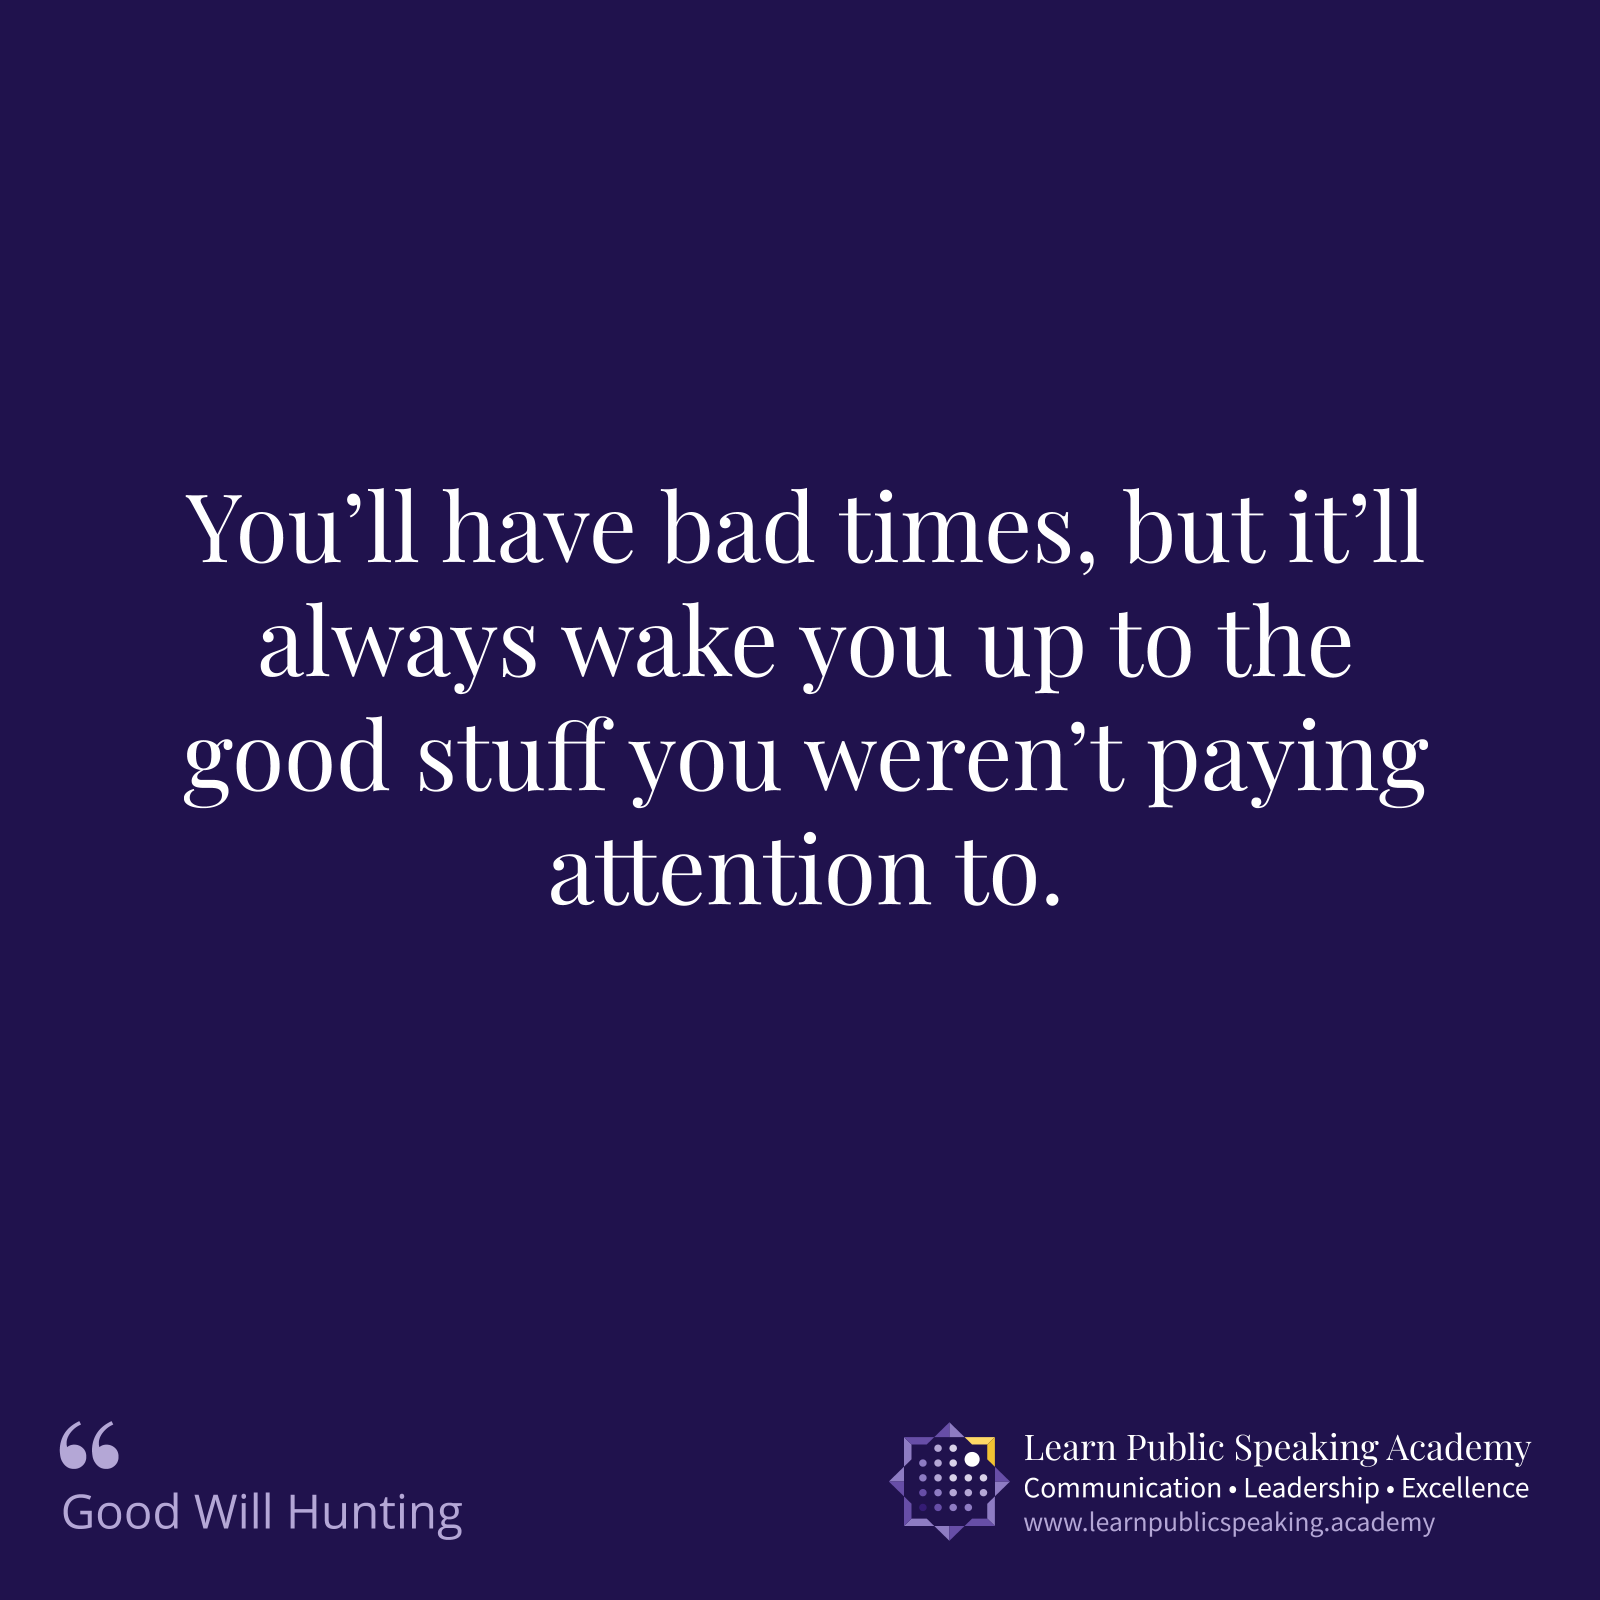 You’ll have bad times, but it’ll
always wake you up to the
good stuff you weren’t paying
attention to.
“
Good Will Hunting
Learn Public Speaking Academy
Communication • Leadership • Excellence
www.learnpublicspeaking.academy